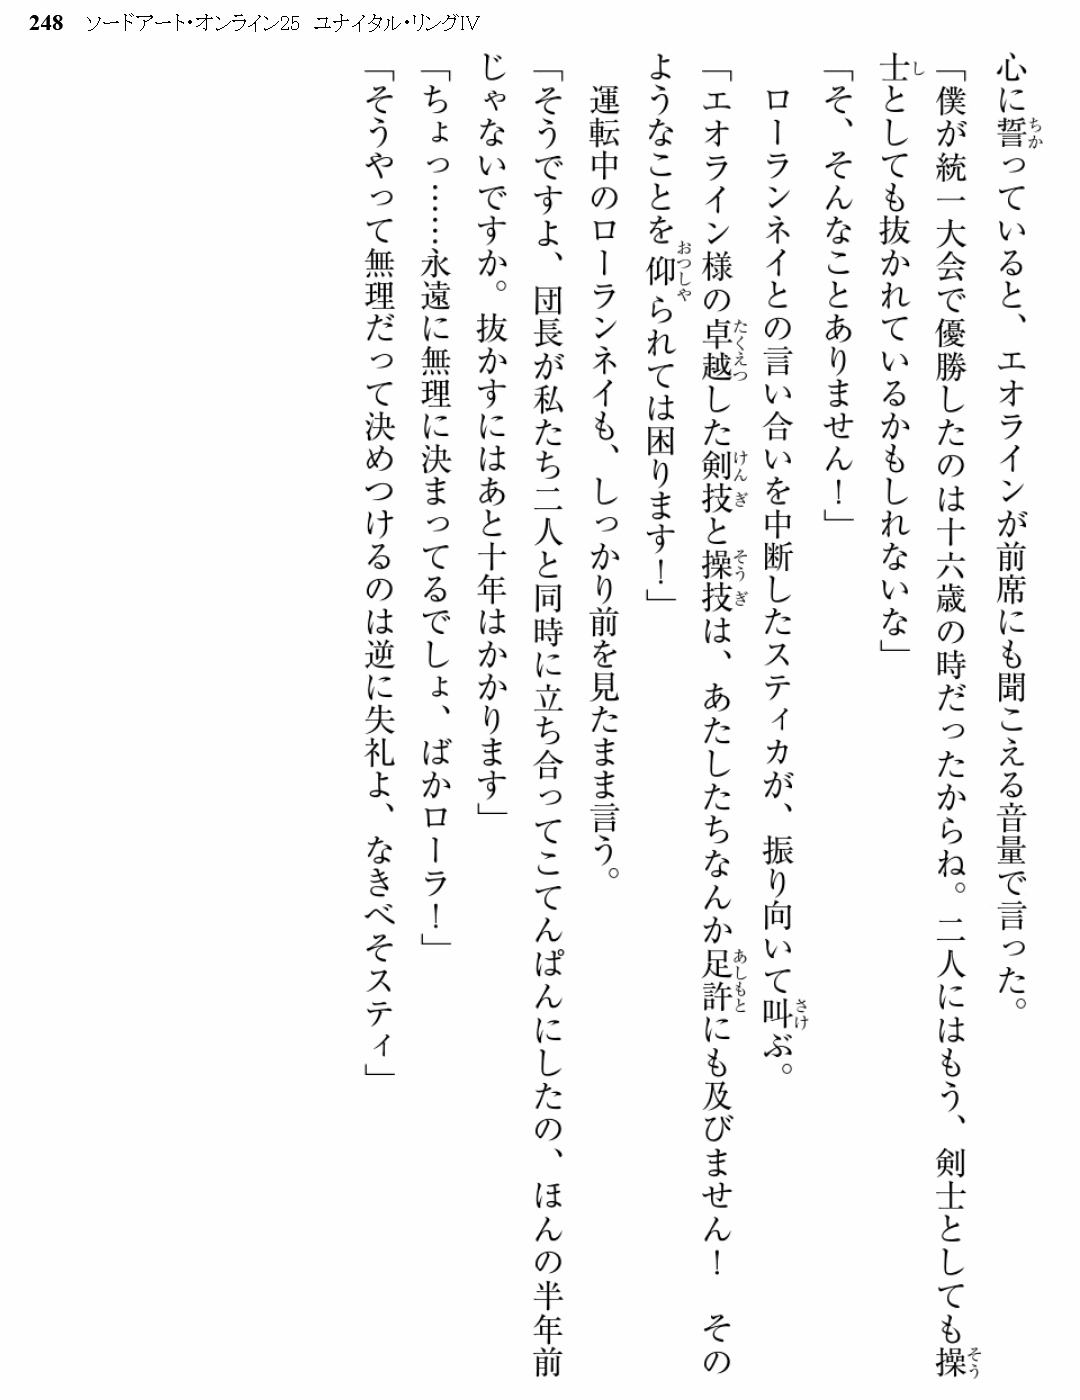 248 ソードアート・オンライン25 ユナイタル・リングⅣ
心に誓っていると、エオラインが前席にも聞こえる音量で言った。
「僕が統一大会で優勝したのは十六歳の時だったからね。二人にはもう、剣士としても操
士としても抜かれているかもしれないな」
「そ、そんなことありません！」
　ローランネイとの言い合いを中断したスティカが、振り向いて叫ぶ。
「エオライン様の卓越した剣技と操技は、あたしたちなんか足許にも及びません！　その
ようなことを仰られては困ります！」
　運転中のローランネイも、しっかり前を見たまま言う。
「そうですよ、団長が私たち二人と同時に立ち合ってこてんぱんにしたの、ほんの半年前
じゃないですか。抜かすにはあと十年はかかります」
「ちょっ……永遠に無理に決まってるでしょ、ばかローラ！」
「そうやって無理だって決めつけるのは逆に失礼よ、なきべそスティ」